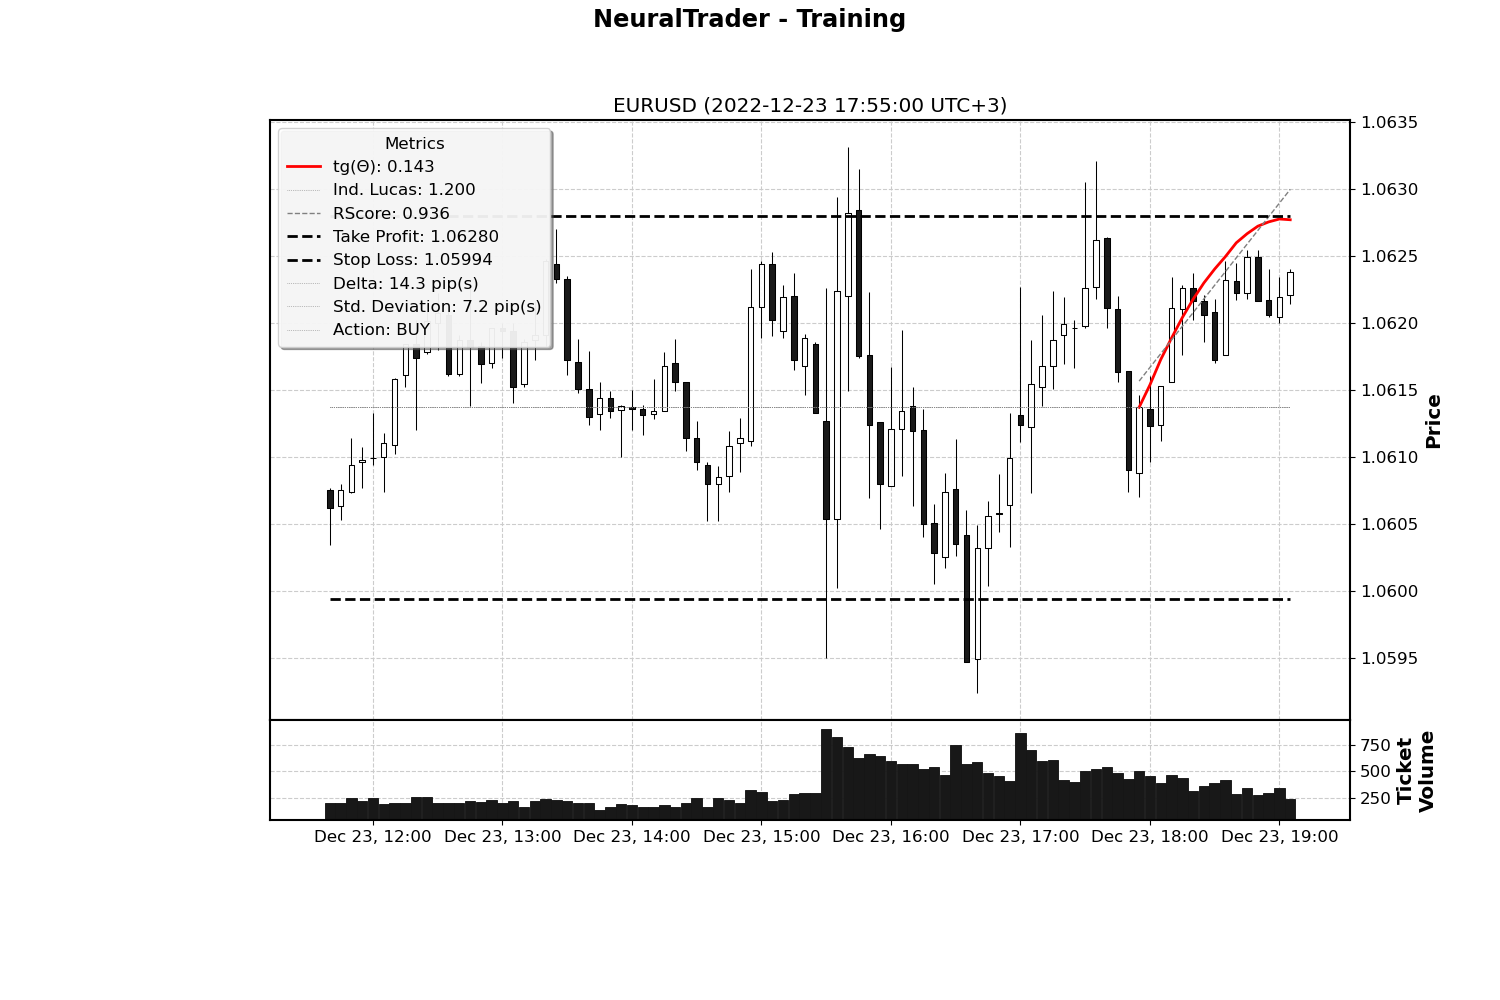 NeuralTrader - Training
EURUSD (2022-12-23 17:55:00 UTC+3)
Metrics
tg(Θ): 0.143
Ind. Lucas: 1.200
RScore: 0.936
Take Profit: 1.06280
Stop Loss: 1.05994
Delta: 14.3 pip(s)
Std. Deviation: 7.2 pip(s)
Action: BUY
1.0635
1.0630
1.0625
1.0620
1.0615
1.0610
1.0605
1.0600
1.0595
Price
750
500
250
Ticket
Volume
Dec 23, 12:00
Dec 23, 13:00
Dec 23, 14:00
Dec 23, 15:00
Dec 23, 16:00
Dec 23, 17:00
Dec 23, 18:00
Dec 23, 19:00